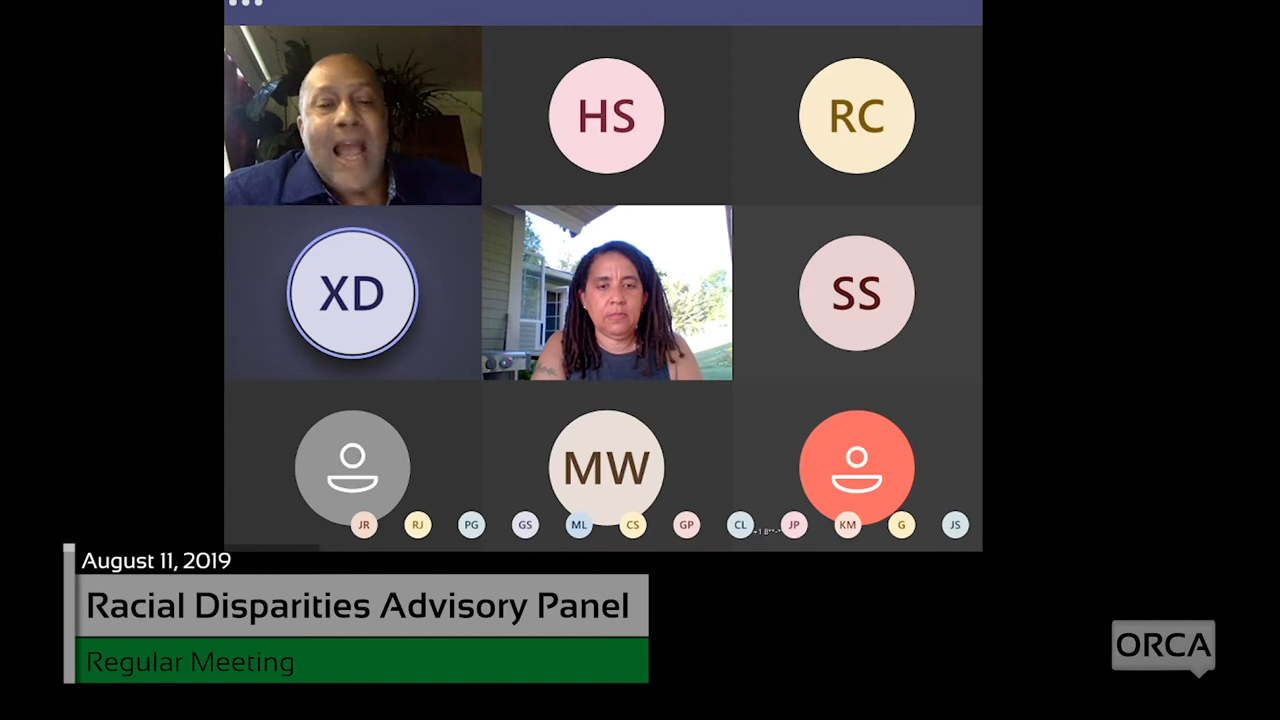 HS
RC
XD
SS
MW
JR
RJ
PG
GS
ML
CS
GP
CL
JP
KM
G
JS
August 11, 2019
Racial Disparities Advisory Panel
Regular Meeting
ORCA